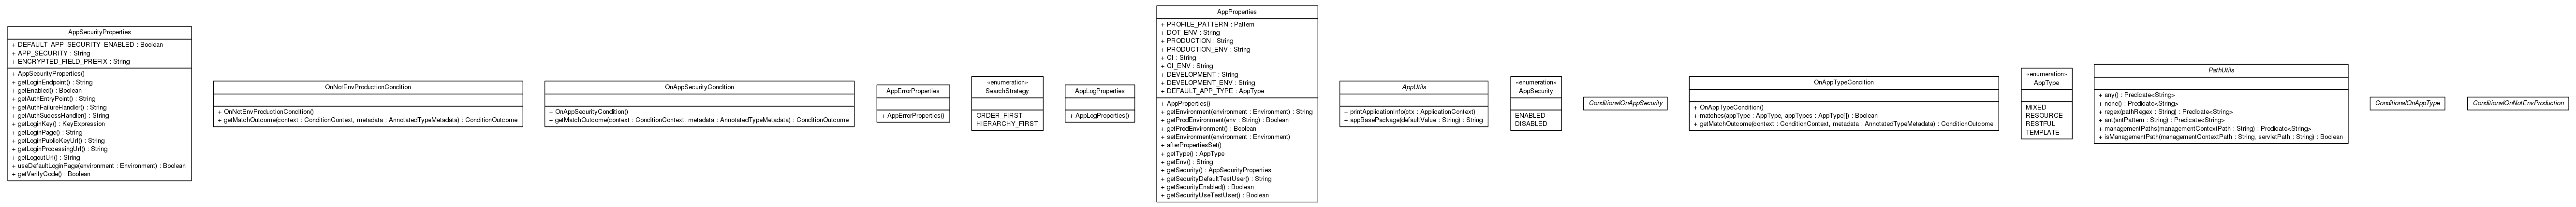 AppSecurityProperties
+ DEFAULT_APP_SECURITY_ENABLED : Boolean
+ APP_SECURITY : String
+ ENCRYPTED_FIELD_PREFIX : String
+ AppSecurityProperties()
+ getLoginEndpoint() : String
+ getEnabled() : Boolean
+ getAuthEntryPoint() : String
+ getAuthFailureHandler() : String
+ getAuthSucessHandler() : String
+ getLoginKey() : KeyExpression
+ getLoginPage() : String
+ getLoginPublicKeyUrl() : String
+ getLoginProcessingUrl() : String
+ getLogoutUrl() : String
+ useDefaultLoginPage(environment : Environment) : Boolean
+ getVerifyCode() : Boolean
OnNotEnvProductionCondition
+ OnNotEnvProductionCondition()
+ getMatchOutcome(context : ConditionContext, metadata : AnnotatedTypeMetadata) : ConditionOutcome
OnAppSecurityCondition
+ OnAppSecurityCondition()
+ getMatchOutcome(context : ConditionContext, metadata : AnnotatedTypeMetadata) : ConditionOutcome
AppErrorProperties
+ AppErrorProperties()
«enumeration»
SearchStrategy
ORDER_FIRST
HIERARCHY_FIRST
AppLogProperties
+ AppLogProperties()
AppProperties
+ PROFILE_PATTERN : Pattern
+ DOT_ENV : String
+ PRODUCTION : String
+ PRODUCTION_ENV : String
+ CI : String
+ CI_ENV : String
+ DEVELOPMENT : String
+ DEVELOPMENT_ENV : String
+ DEFAULT_APP_TYPE : AppType
+ AppProperties()
+ getEnvironment(environment : Environment) : String
+ getProdEnvironment(env : String) : Boolean
+ getProdEnvironment() : Boolean
+ setEnvironment(environment : Environment)
+ afterPropertiesSet()
+ getType() : AppType
+ getEnv() : String
+ getSecurity() : AppSecurityProperties
+ getSecurityDefaultTestUser() : String
+ getSecurityEnabled() : Boolean
+ getSecurityUseTestUser() : Boolean
AppUtils
+ printApplicationInfo(ctx : ApplicationContext)
+ appBasePackage(defaultValue : String) : String
«enumeration»
AppSecurity
ENABLED
DISABLED
ConditionalOnAppSecurity
OnAppTypeCondition
+ OnAppTypeCondition()
+ matches(appType : AppType, appTypes : AppType[]) : Boolean
+ getMatchOutcome(context : ConditionContext, metadata : AnnotatedTypeMetadata) : ConditionOutcome
«enumeration»
AppType
MIXED
RESOURCE
RESTFUL
TEMPLATE
PathUtils
+ any() : Predicate<String>
+ none() : Predicate<String>
+ regex(pathRegex : String) : Predicate<String>
+ ant(antPattern : String) : Predicate<String>
+ managementPaths(managementContextPath : String) : Predicate<String>
+ isManagementPath(managementContextPath : String, servletPath : String) : Boolean
ConditionalOnAppType
ConditionalOnNotEnvProduction